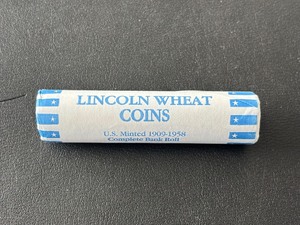 LINCOLN WHEAT
COINS
U.S. Minted 1909-1958
Complete Bank Roll